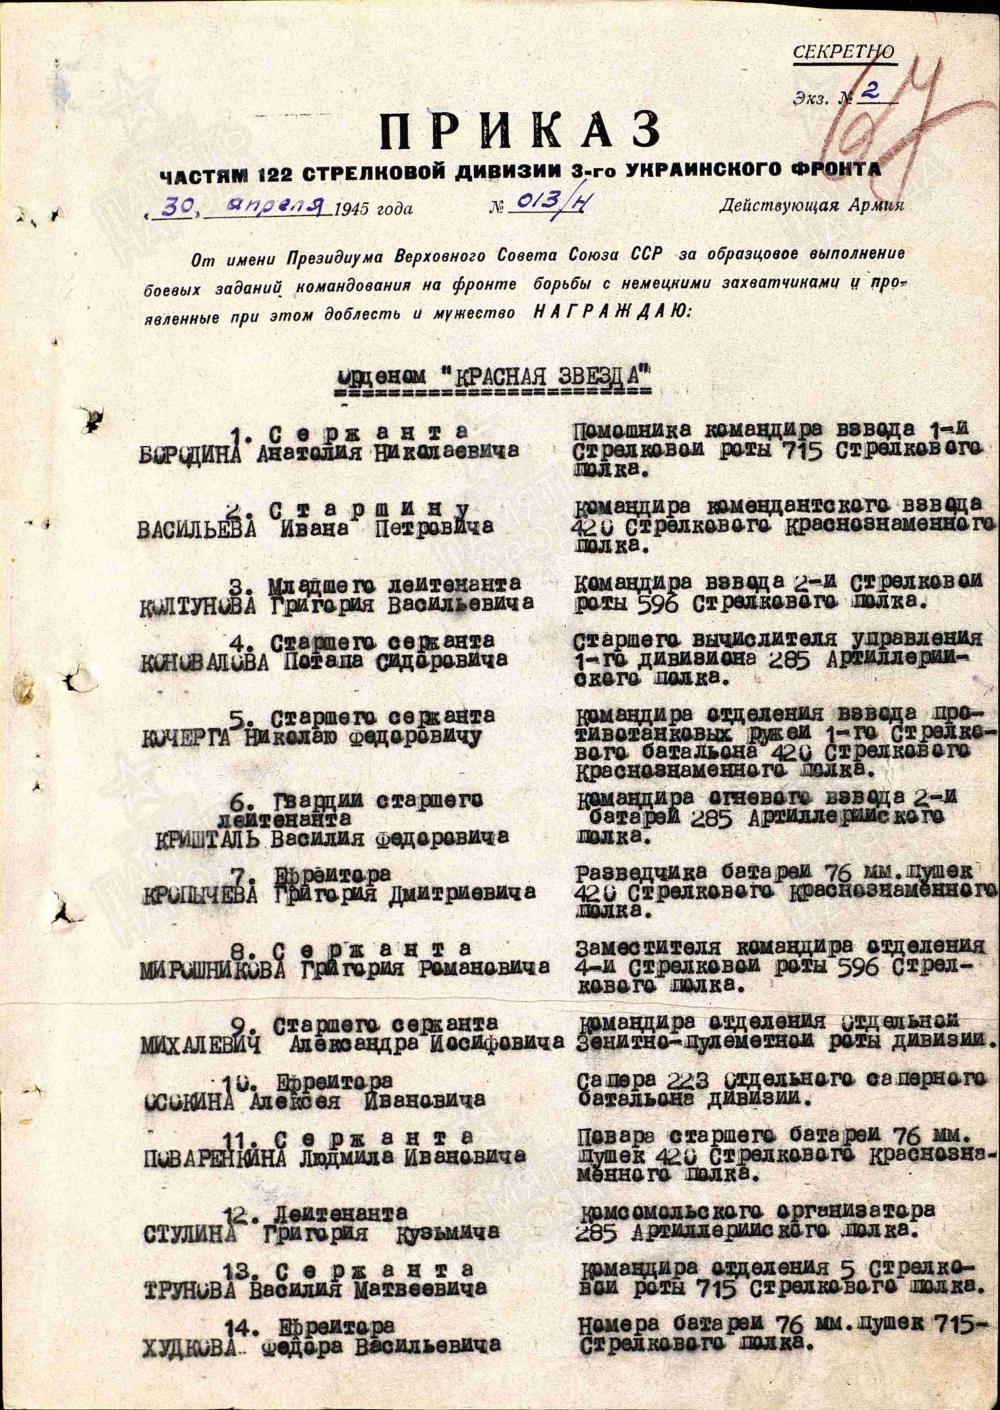 СЕКРЕТНО
Экз. № 2
ПРИКАЗ
ЧАСТЯМ 122 СТРЕЛКОВОЙ ДИВИЗИИ 3-го УКРАИНСКОГО ФРОНТА
„30„ апреля 1945 года № 013/н Действующая Армия
От имени Президиума Верховного Совета Союза ССР за образцовое выполнение
боевых заданий командования на фронте борьбы с немецкими захватчиками и про-
явленные при этом доблесть и мужество НАГРАЖДАЮ:
Орденом "КРАСНАЯ ЗВЕЗДА"
1. Сержанта
БОРОДИНА Анатолия Николаевича
Помошника командира взвода 1-й
Стрелковой роты 715 Стрелкового
полка.
2. Старшину
ВАСИЛЬЕВА Ивана Петровича
Командира комендантского взвода
420 Стрелкового Краснознаменного
полка.
3. Младшего лейтенанта
КОЛТУНОВА Григория Васильевича
Командира взвода 2-й Стрелковой
роты 596 Стрелкового полка.
4. Старшего сержанта
КОНОВАЛОВА Потапа Сидоровича
Старшего вычислителя управления
1-го дивизиона 285 Артиллерий-
ского полка.
5. Старшего сержанта
КОЧЕРГА Николаю Федоровичу
Командира отделения взвода про-
тивотанковых ружей 1-го Стрелко-
вого батальона 420 Стрелкового
Краснознаменного полка.
6. Гвардии старшего
лейтенанта
КРИШТАЛЬ Василия Федоровича
Командира огневого взвода 2-й
батарей 285 Артиллерийского
полка.
7. Ефрейтора
КРОПЫЧЕВА Григория Дмитриевича
Разведчика батареи 76 мм. пушек
420 Стрелкового Краснознаменного
полка.
8. Сержанта
МИРОШНИКОВА Григория Романовича
Заместителя командира отделения
4-й Стрелковой роты 596 Стрел-
кового полка.
9. Старшего сержанта
МИХАЛЕВИЧ Александра Иосифовича
Командира отделения Отдельной
Зенитно-пулеметной роты дивизии.
10. Ефрейтора
ОСОКИНА Алексея Ивановича
Сапера 223 Отдельного саперного
батальона дивизии.
11. Сержанта
ПОВАРЕНКИНА Людмила Ивановича
Повара старшего батареи 76 мм.
пушек 420 Стрелкового Краснозна-
менного полка.
12. Лейтенанта
СТУЛИНА Григория Кузьмича
Комсомольского организатора
285 Артиллерийского полка.
13. Сержанта
ТРУНОВА Василия Матвеевича
Командира отделения 5 Стрелко-
вой роты 715 Стрелкового полка.
14. Ефрейтора
ХУДКОВА Федора Васильевича
Номера батареи 76 мм. пушек 715-
Стрелкового полка.